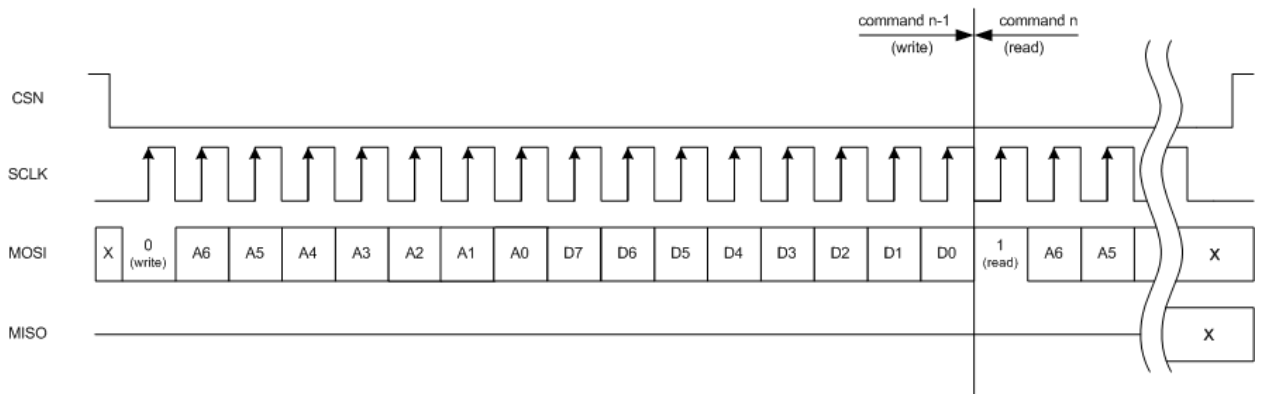 command n-1 command n
(write) (read)
CSN
SCLK
MOSI X 0 (write) A6 A5 A4 A3 A2 A1 A0 D7 D6 D5 D4 D3 D2 D1 D0 1 (read) A6 A5 X
MISO X